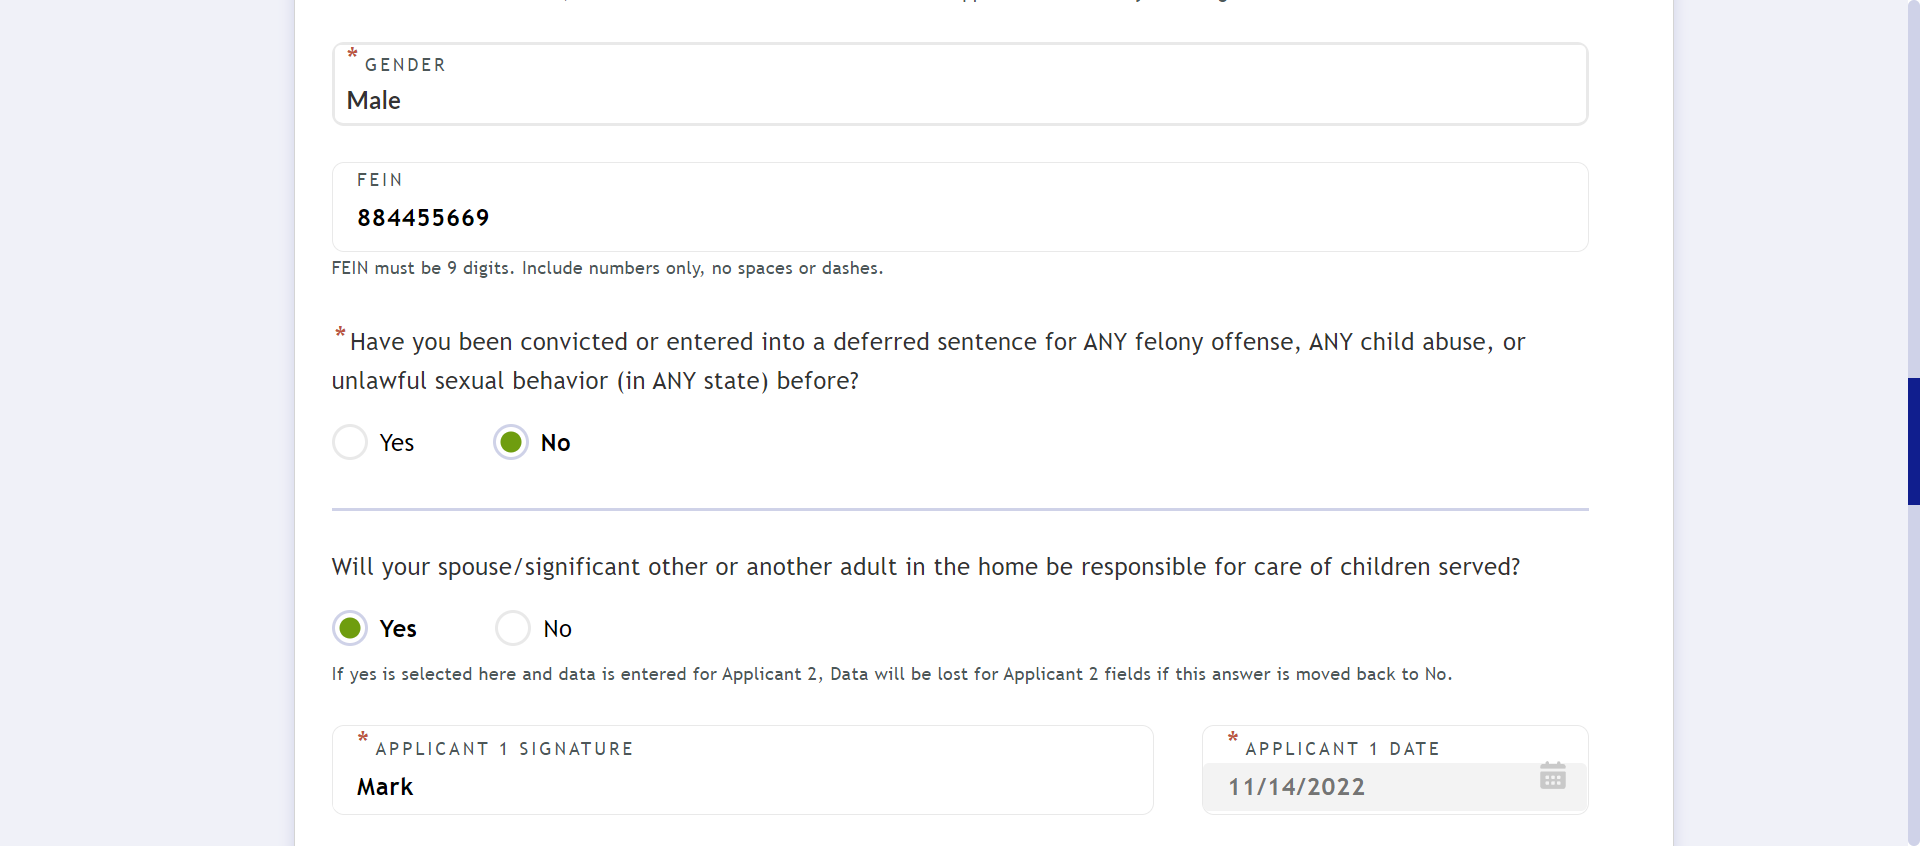 * GENDER
Male
FEIN
884455669
FEIN must be 9 digits. Include numbers only, no spaces or dashes.
*Have you been convicted or entered into a deferred sentence for ANY felony offense, ANY child abuse, or
unlawful sexual behavior (in ANY state) before?
Yes No
Will your spouse/significant other or another adult in the home be responsible for care of children served?
Yes No
If yes is selected here and data is entered for Applicant 2, Data will be lost for Applicant 2 fields if this answer is moved back to No.
* APPLICANT 1 SIGNATURE * APPLICANT 1 DATE
Mark 11/14/2022